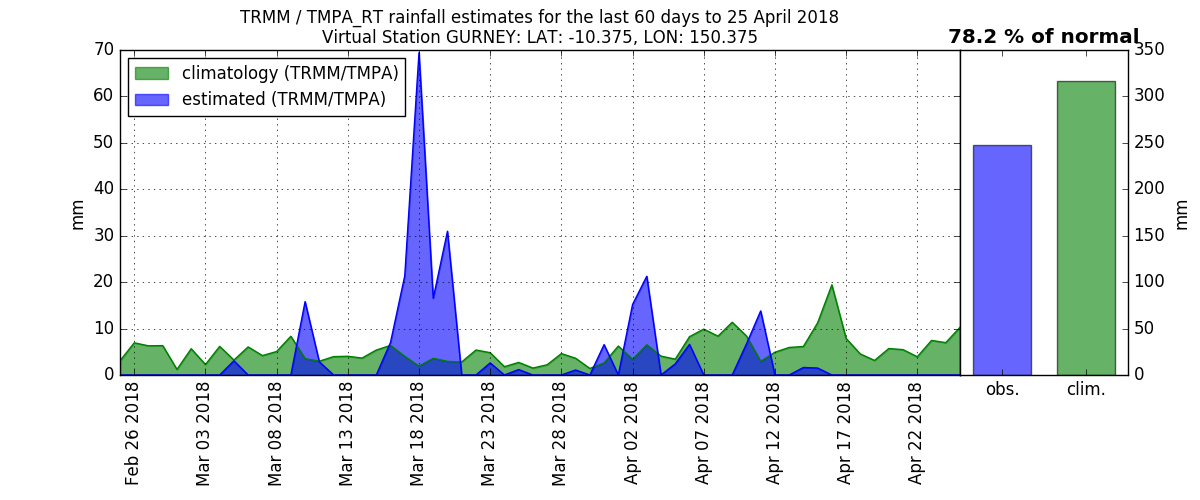 TRMM / TMPA_RT rainfall estimates for the last 60 days to 25 April 2018
Virtual Station GURNEY: LAT: -10.375, LON: 150.375
78.2 % of normal
climatology (TRMM/TMPA)
estimated (TRMM/TMPA)
70
60
50
40
30
20
10
0
mm
Feb 26 2018
Mar 03 2018
Mar 08 2018
Mar 13 2018
Mar 18 2018
Mar 23 2018
Mar 28 2018
Apr 02 2018
Apr 07 2018
Apr 12 2018
Apr 17 2018
Apr 22 2018
obs.
clim.
350
300
250
200
150
100
50
0
mm